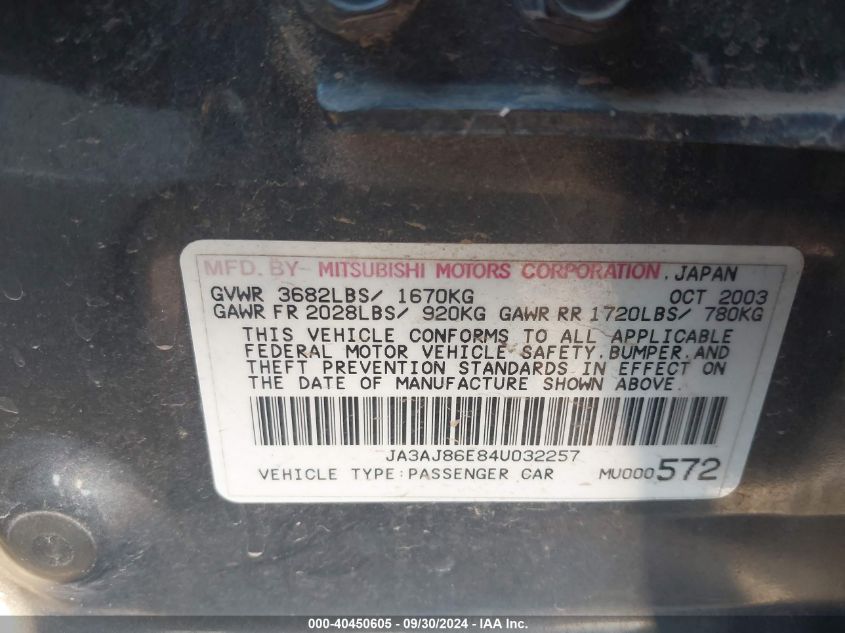 MFD. BY- MITSUBISHI MOTORS CORPORATION, JAPAN
GVWR 3682LBS/ 1670KG OCT 2003
GAWR FR 2028LBS/ 920KG GAWR RR 1720LBS/ 780KG
THIS VEHICLE CONFORMS TO ALL APPLICABLE
FEDERAL MOTOR VEHICLE SAFETY, BUMPER, AND
THEFT PREVENTION STANDARDS IN EFFECT ON
THE DATE OF MANUFACTURE SHOWN ABOVE.
JA3AJ86E84U032257
VEHICLE TYPE: PASSENGER CAR MU000572
000-40450605 - 09/30/2024 - IAA Inc.